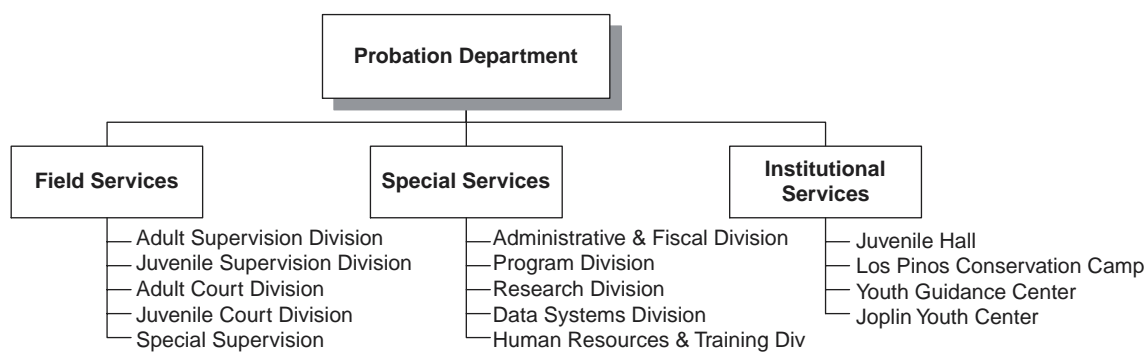 Probation Department
Field Services
Adult Supervision Division
Juvenile Supervision Division
Adult Court Division
Juvenile Court Division
Special Supervision
Special Services
Administrative & Fiscal Division
Program Division
Research Division
Data Systems Division
Human Resources & Training Div
Institutional
Services
Juvenile Hall
Los Pinos Conservation Camp
Youth Guidance Center
Joplin Youth Center